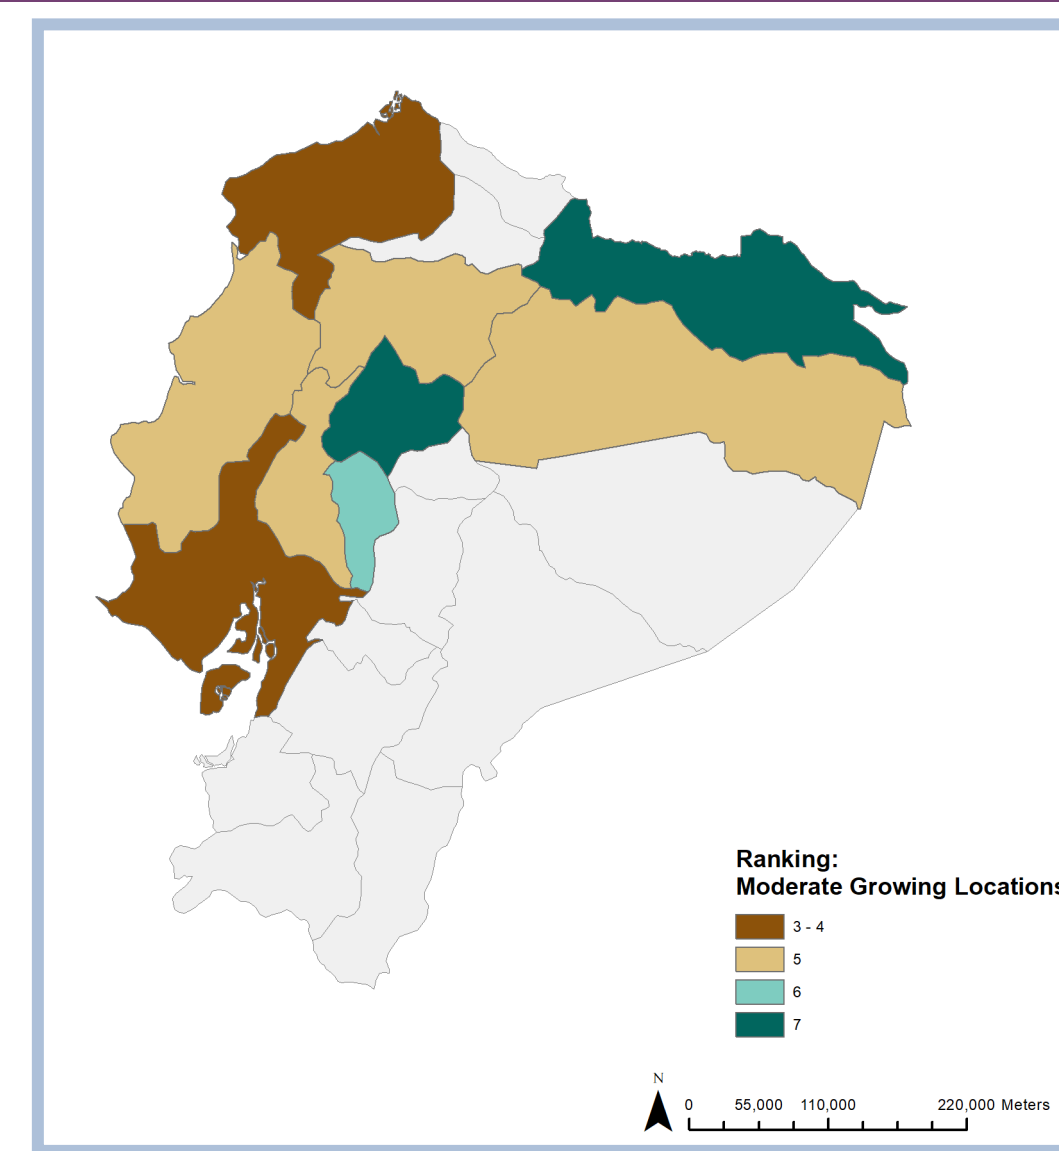 Ranking:
Moderate Growing Locations
3 - 4
5
6
7
N
0 55,000 110,000 220,000 Meters